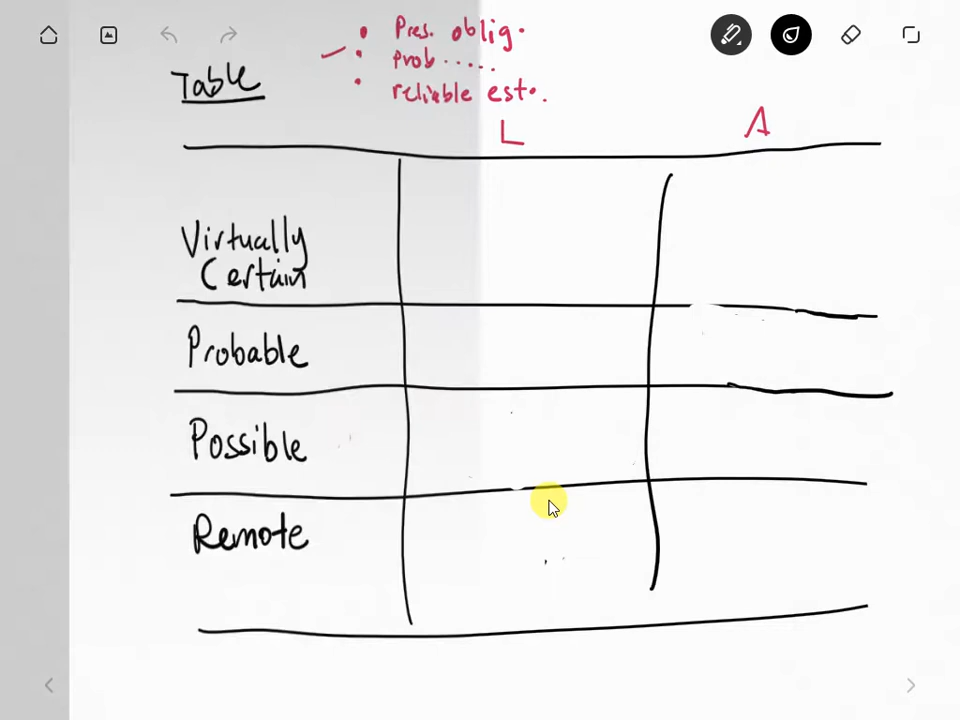 • Pres. oblig.
• prob.....
• reliable est.
Table
L
A
Virtually
Certain
Probable
Possible
Remote